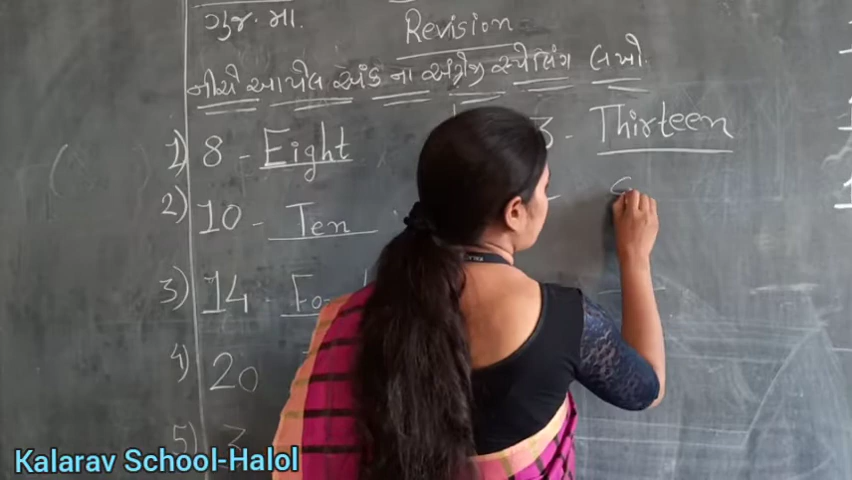 ગુજ. મા.
Revision
નીચે આપેલ અંક ના અંગ્રેજી સ્પેલિંગ લખો.
1) 8 - Eight 3 - Thirteen
2) 10 - Ten -
3) 14 - Fo
4) 20
5) 3
Kalarav School-Halol